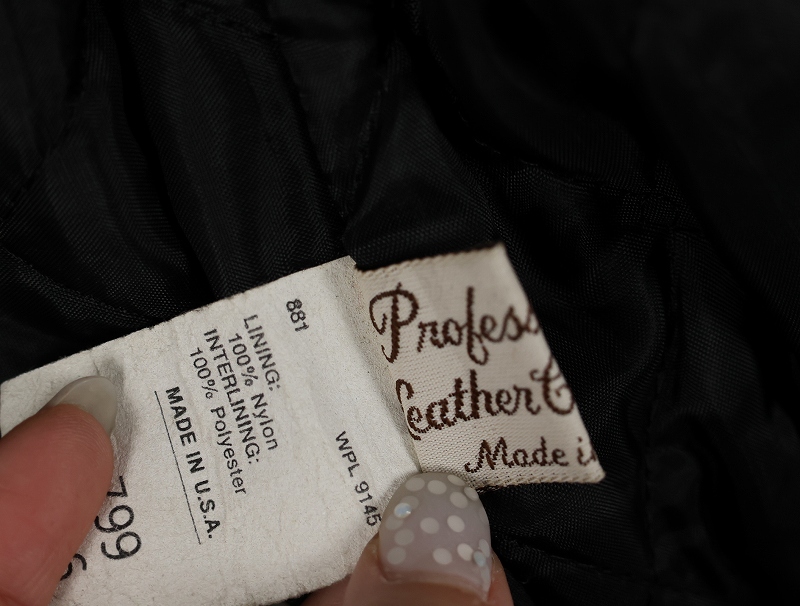 881
LINING:
100% Nylon
INTERLINING:
100% Polyester
MADE IN U.S.A.
WPL 9145
799
Profess
Leather C
Made i